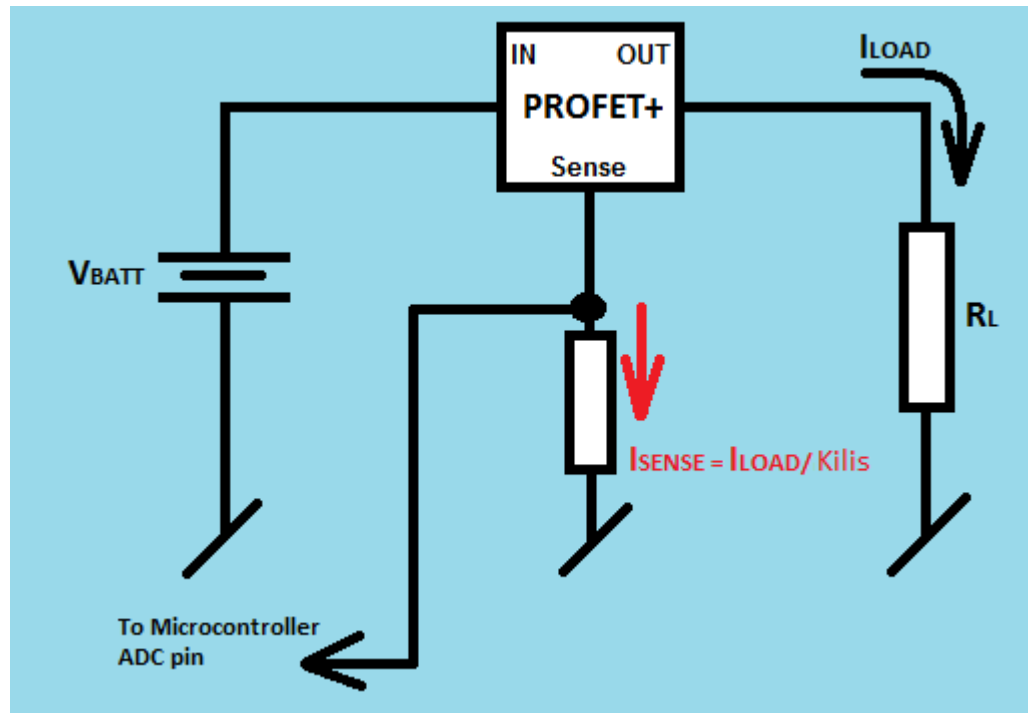 IN OUT
PROFET+
Sense
ILOAD
VBATT
RL
ISENSE = ILOAD/ Kilis
To Microcontroller
ADC pin